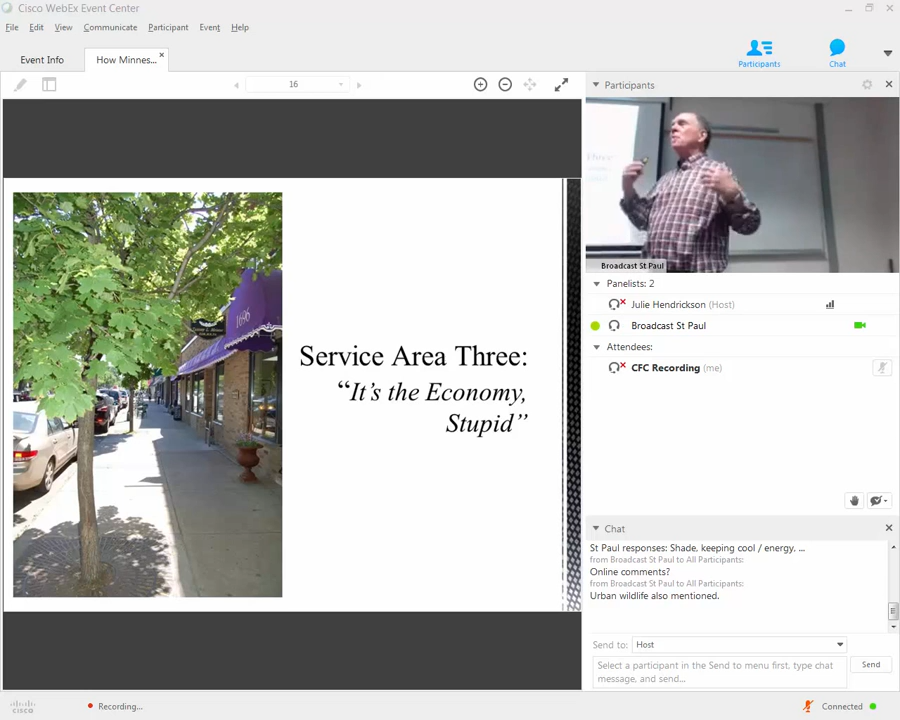 Cisco WebEx Event Center
File Edit View Communicate Participant Event Help
Event Info
How Minnes...
Participants
Chat
16
Participants
1696
Service Area Three:
“It’s the Economy,
Stupid”
Broadcast St Paul
Panelists: 2
Julie Hendrickson (Host)
Broadcast St Paul
Attendees:
CFC Recording (me)
Chat
St Paul responses: Shade, keeping cool / energy, ...
from Broadcast St Paul to All Participants:
Online comments?
from Broadcast St Paul to All Participants:
Urban wildlife also mentioned.
Send to: Host
Select a participant in the Send to menu first, type chat
message, and send...
Send
cisco
Recording...
Connected